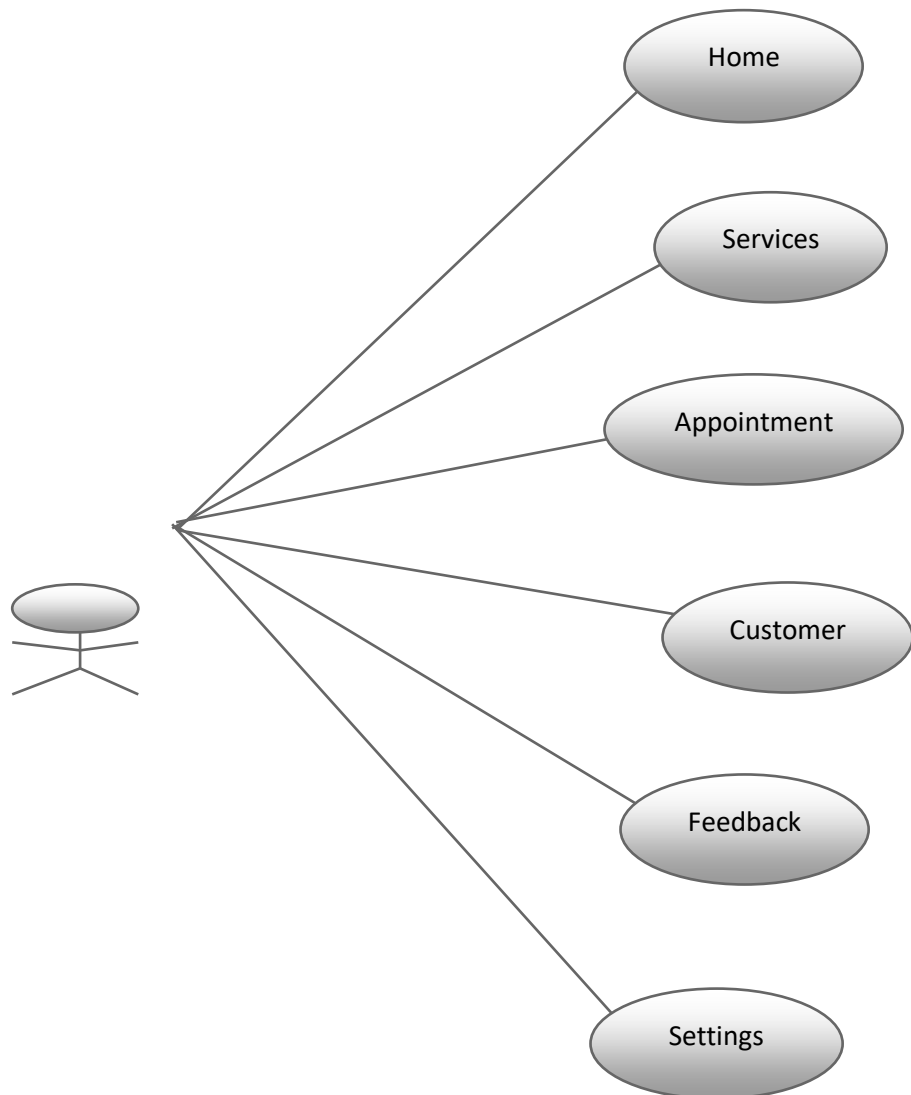 Home
Services
Appointment
Customer
Feedback
Settings